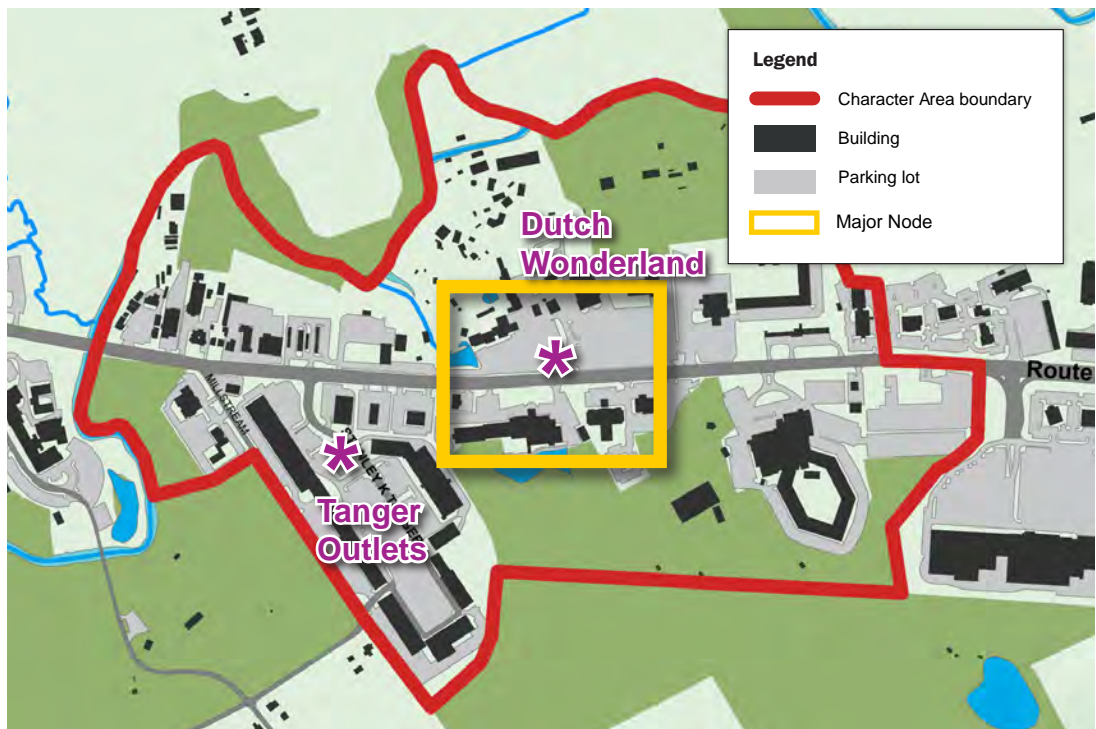 Legend
Character Area boundary
Building
Parking lot
Major Node
Dutch
Wonderland
Route
MILLSTREAM
Tanger
Outlets